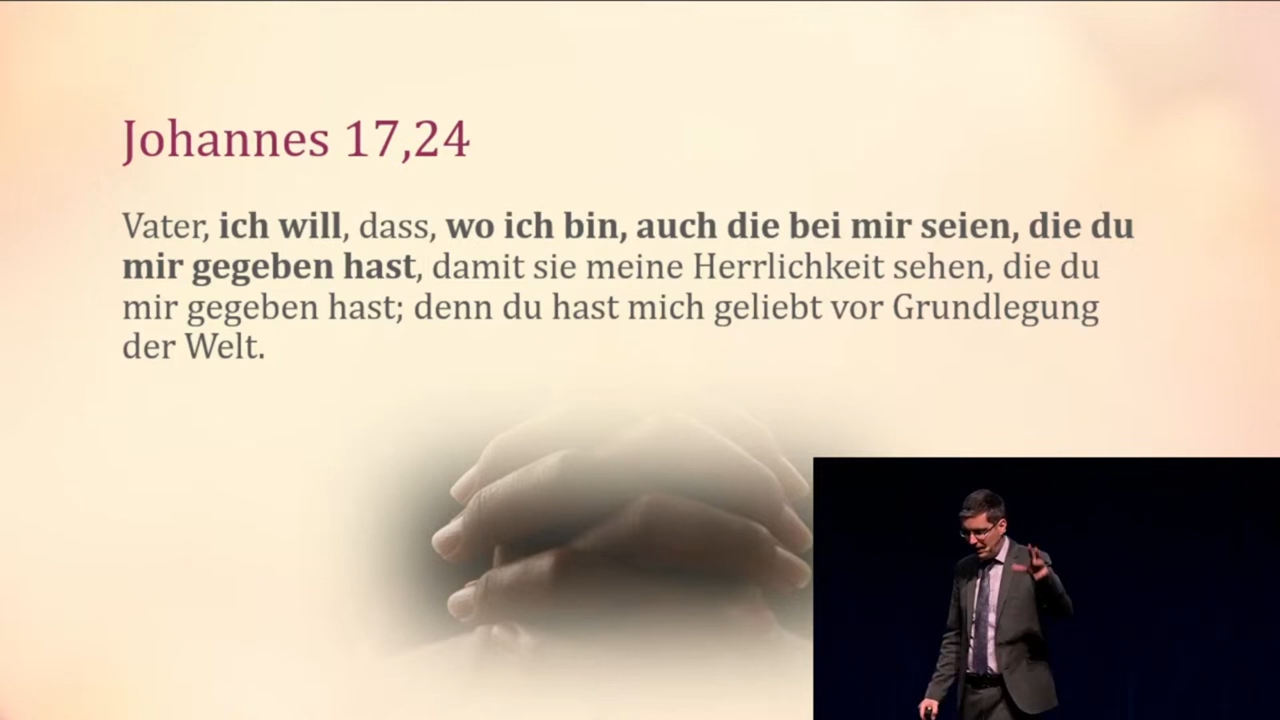 Johannes 17,24
Vater, ich will, dass, wo ich bin, auch die bei mir seien, die du
mir gegeben hast, damit sie meine Herrlichkeit sehen, die du
mir gegeben hast; denn du hast mich geliebt vor Grundlegung
der Welt.